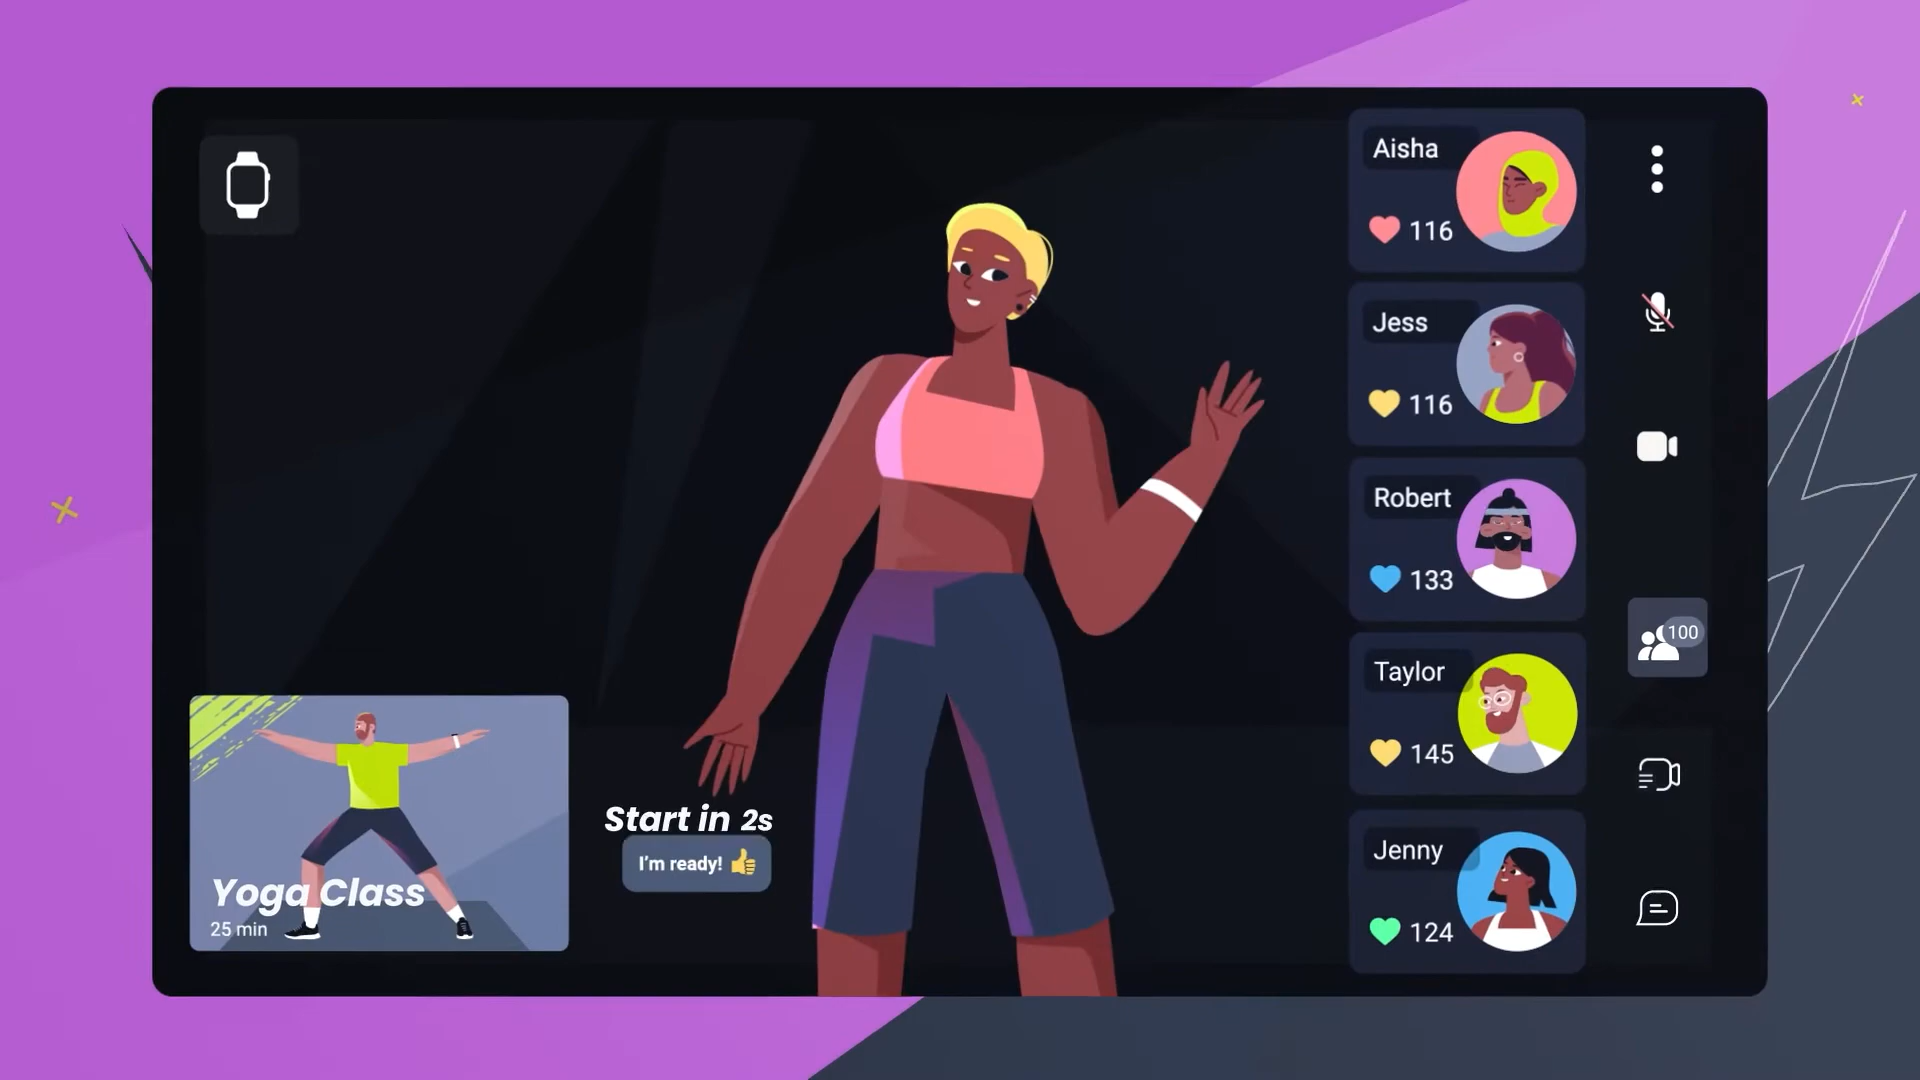 Aisha
116
Jess
116
Robert
133
100
Taylor
145
Start in 2s
I'm ready! 👍
Jenny
124
Yoga Class
25 min